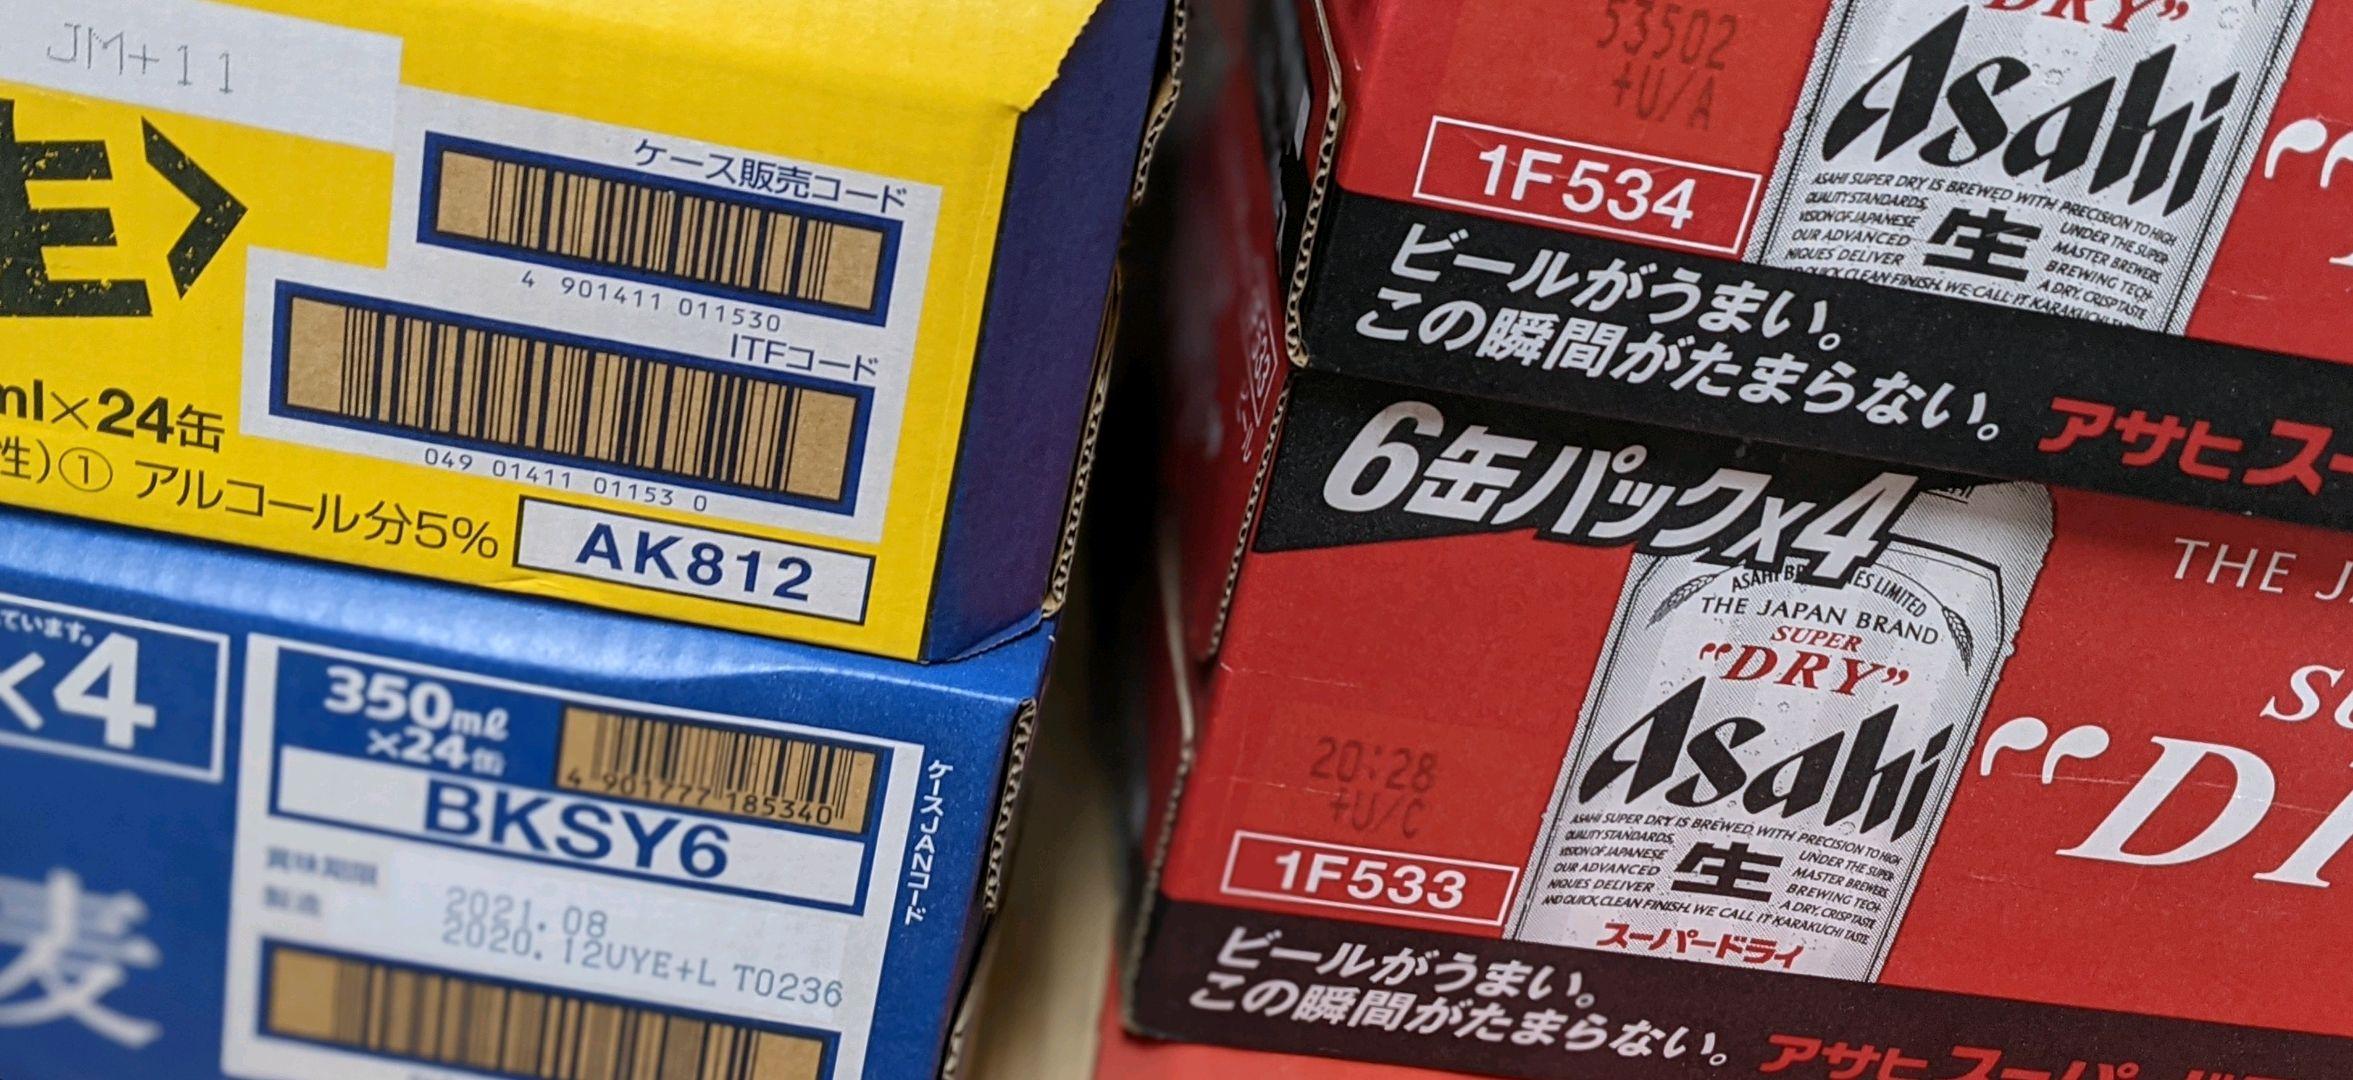 JM+11
生>
ケース販売コード
4 901411 011530
ITFコード
049 01411 01153 0
ml×24缶
性)① アルコール分5%
AK812
ています。
×4
350ml
×24缶
4 901777 185340
BKSY6
ケースJANコード
賞味期限
製造
2021.08
2020.12UYE+L T0236
麦
53502
+U/A
1F534
"DRY"
Asahi
ASAHI SUPER DRY IS BREWED WITH PRECISION TO HIGH
QUALITY STANDARDS,
UNDER THE SUPER-
VISION OF JAPANESE
MASTER BREWERS.
OUR ADVANCED
BREWING TECH-
NIQUES DELIVER
A DRY, CRISP TASTE
AND QUICK, CLEAN FINISH. WE CALL IT KARAKUCHI TASTE
生
ビールがうまい。
この瞬間がたまらない。
アサヒスー
6缶パック×4
ASAHI BREWERIES LIMITED
THE JAPAN BRAND
SUPER
"DRY"
Asahi
ASAHI SUPER DRY IS BREWED WITH PRECISION TO HIGH
QUALITY STANDARDS,
UNDER THE SUPER-
VISION OF JAPANESE
MASTER BREWERS.
OUR ADVANCED
BREWING TECH-
NIQUES DELIVER
A DRY, CRISP TASTE
AND QUICK, CLEAN FINISH. WE CALL IT KARAKUCHI TASTE
生
スーパードライ
20:28
+U/C
1F533
THE J
SU
"D
ビールがうまい。
この瞬間がたまらない。
アサヒスーパード